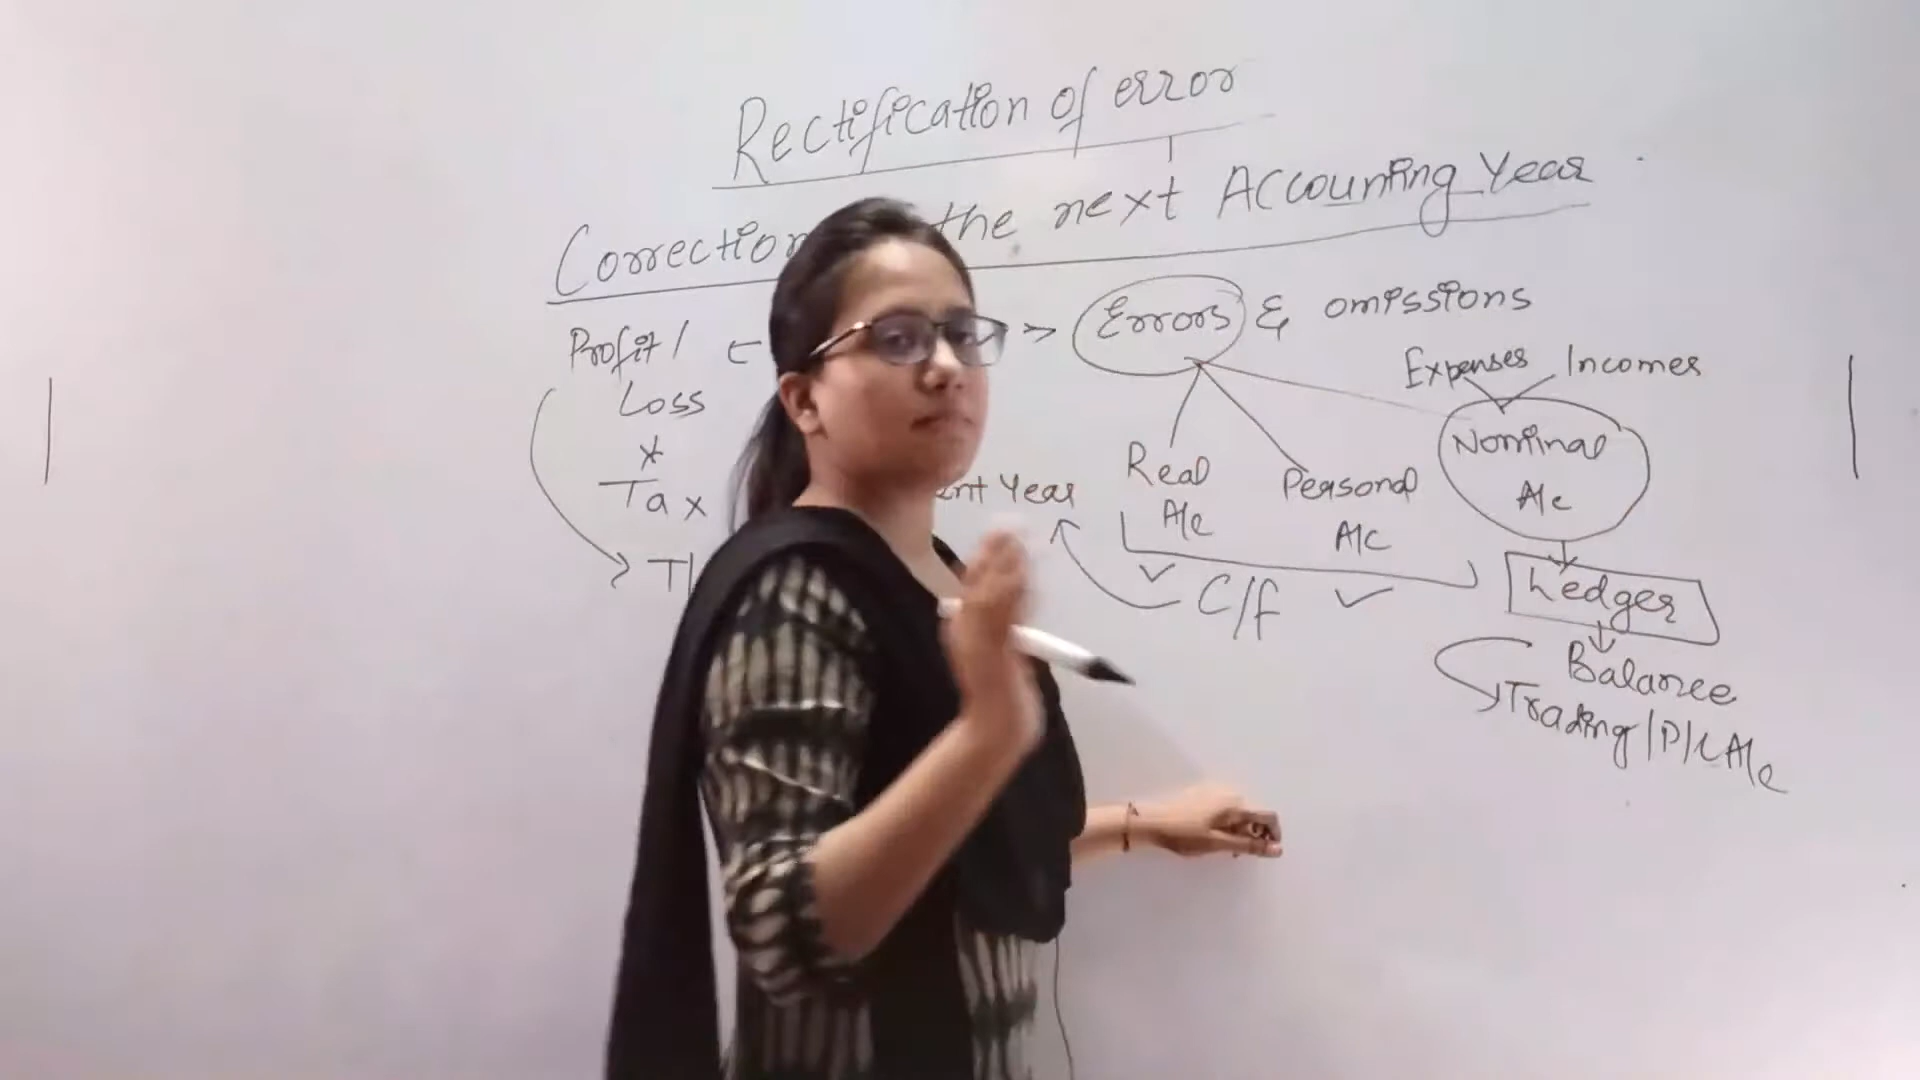 Rectification of error
Correction the next Accounting Year
Profit / Errors & omissions
Loss
Expenses Incomes
Tax
Year
Real A/c
Personal A/c
Nominal A/c
C/f
Ledger
Balance
Trading/P/L A/c